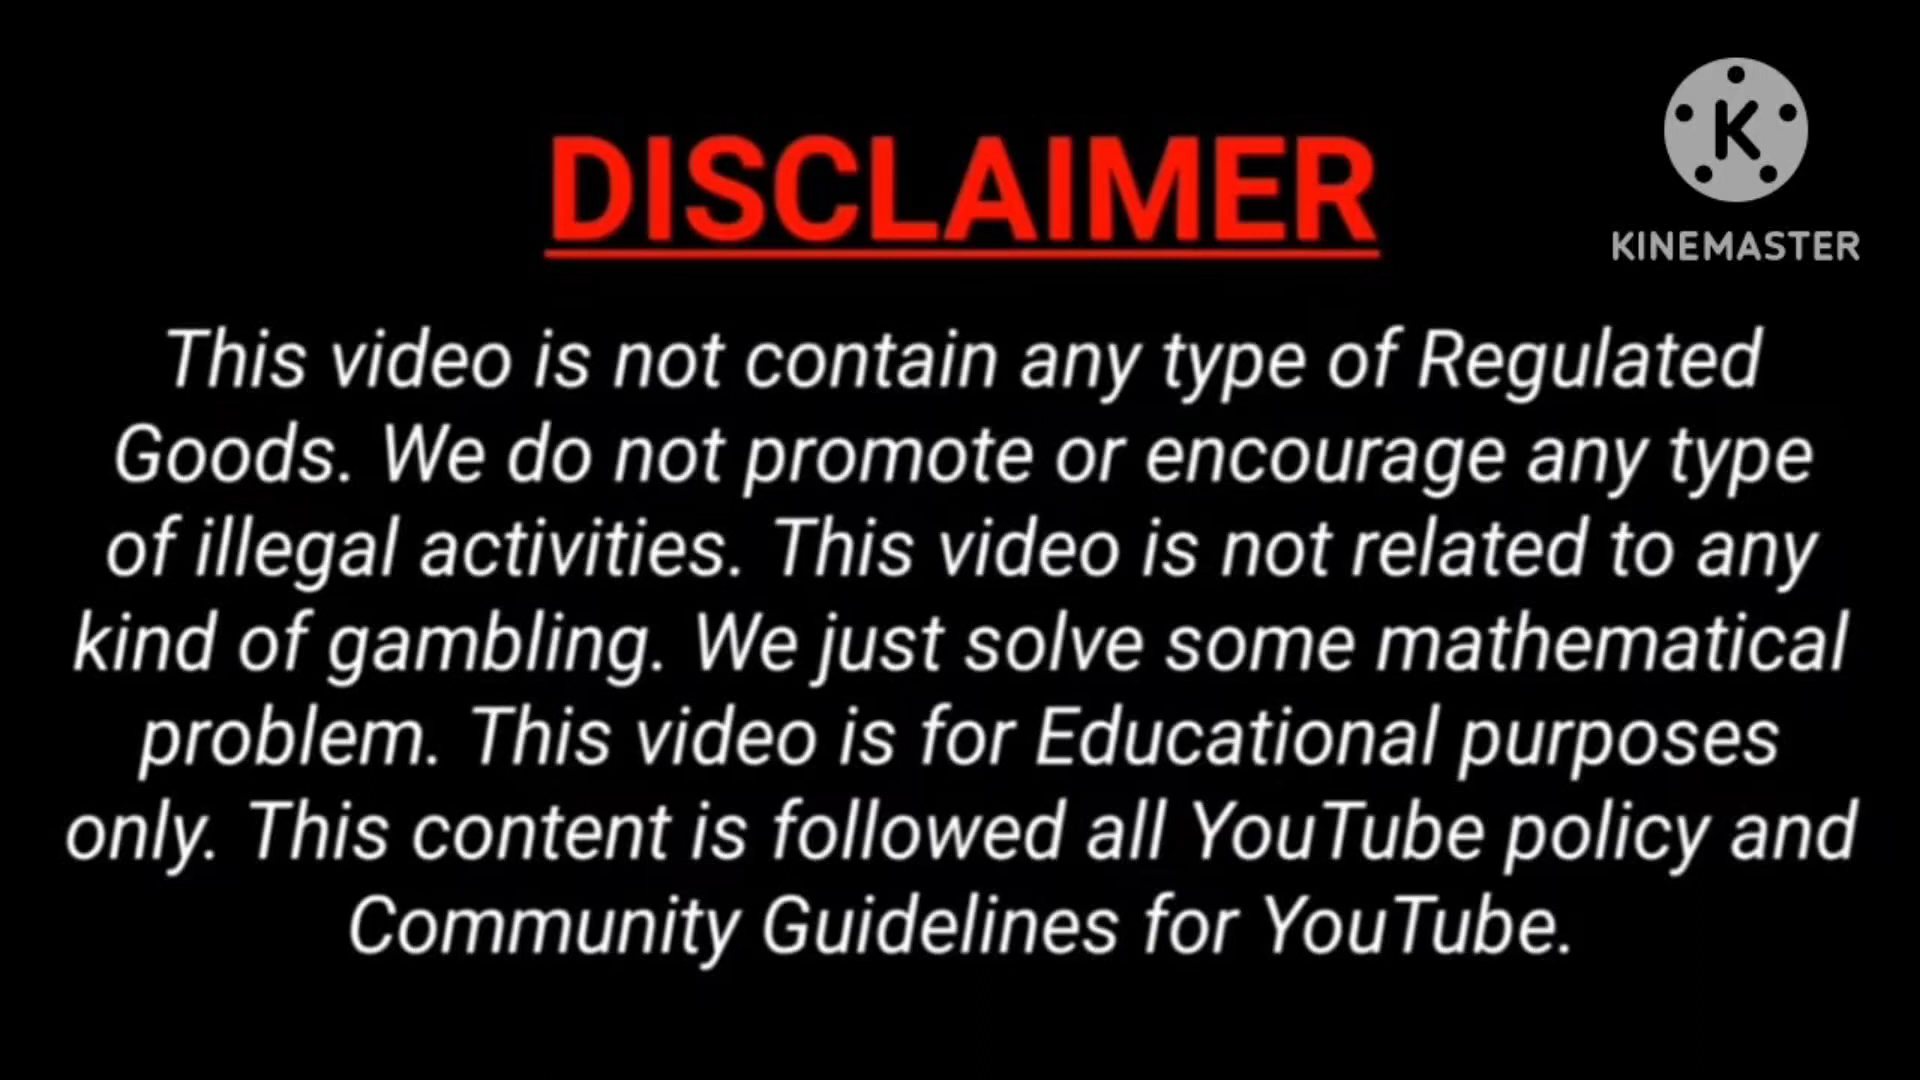 DISCLAIMER
K
KINEMASTER
This video is not contain any type of Regulated
Goods. We do not promote or encourage any type
of illegal activities. This video is not related to any
kind of gambling. We just solve some mathematical
problem. This video is for Educational purposes
only. This content is followed all YouTube policy and
Community Guidelines for YouTube.